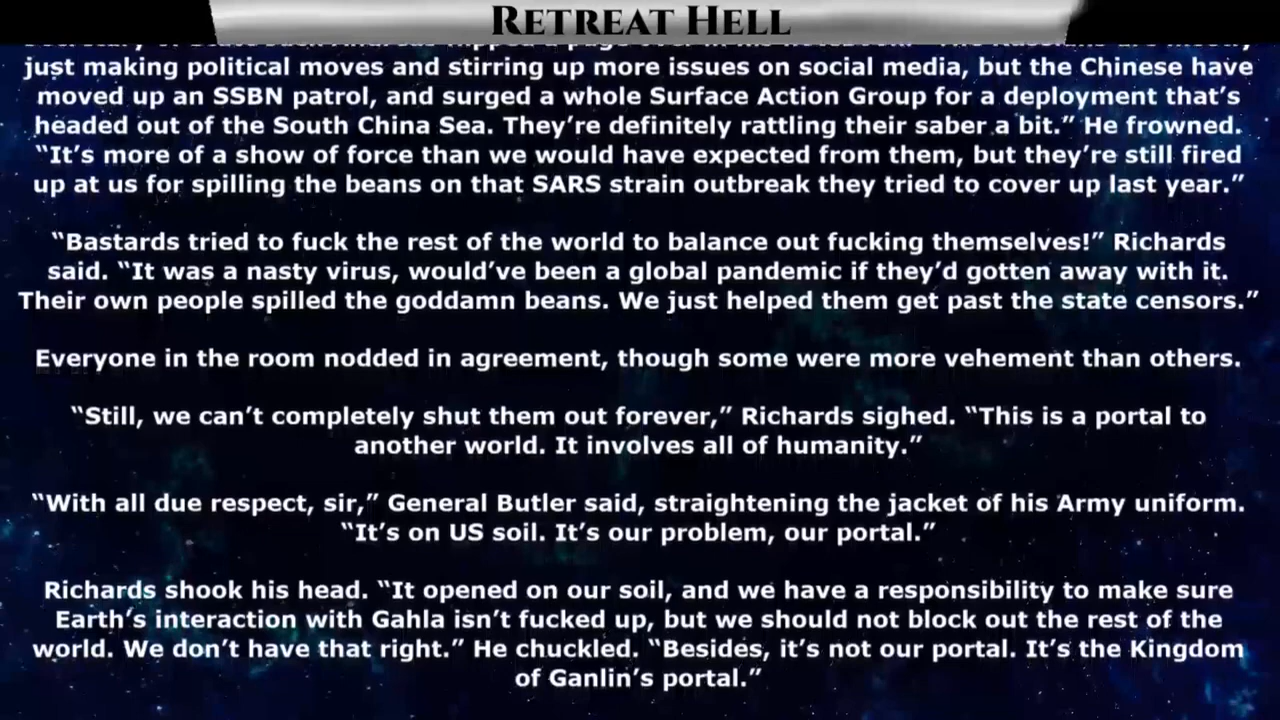 RETREAT HELL
just making political moves and stirring up more issues on social media, but the Chinese have
moved up an SSBN patrol, and surged a whole Surface Action Group for a deployment that’s
headed out of the South China Sea. They’re definitely rattling their saber a bit.” He frowned.
“It’s more of a show of force than we would have expected from them, but they’re still fired
up at us for spilling the beans on that SARS strain outbreak they tried to cover up last year.”
“Bastards tried to fuck the rest of the world to balance out fucking themselves!” Richards
said. “It was a nasty virus, would’ve been a global pandemic if they’d gotten away with it.
Their own people spilled the goddamn beans. We just helped them get past the state censors.”
Everyone in the room nodded in agreement, though some were more vehement than others.
“Still, we can’t completely shut them out forever,” Richards sighed. “This is a portal to
another world. It involves all of humanity.”
“With all due respect, sir,” General Butler said, straightening the jacket of his Army uniform.
“It’s on US soil. It’s our problem, our portal.”
Richards shook his head. “It opened on our soil, and we have a responsibility to make sure
Earth’s interaction with Gahla isn’t fucked up, but we should not block out the rest of the
world. We don’t have that right.” He chuckled. “Besides, it’s not our portal. It’s the Kingdom
of Ganlin’s portal.”